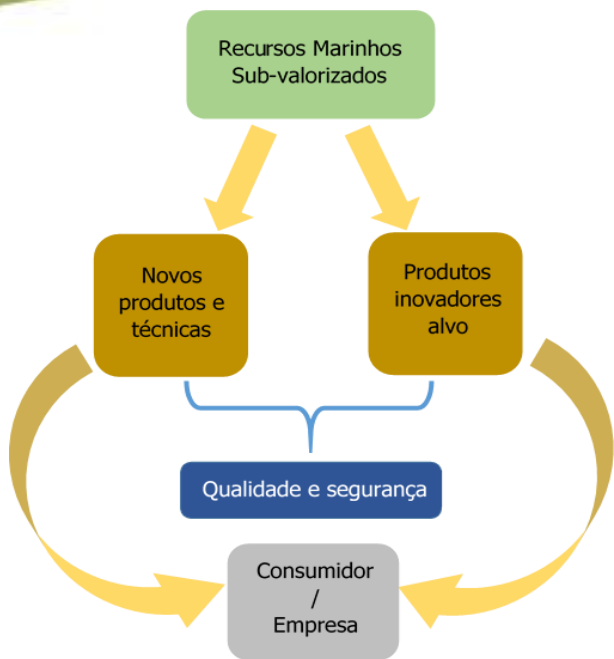 Recursos Marinhos
Sub-valorizados
Novos
produtos e
técnicas
Produtos
inovadores
alvo
Qualidade e segurança
Consumidor
/
Empresa